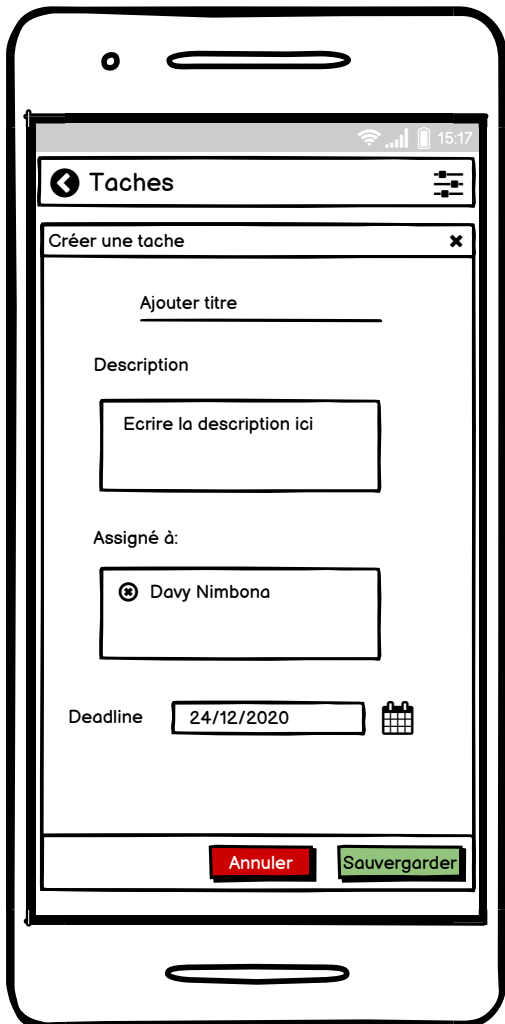 15:17
Taches
Créer une tache
Ajouter titre
Description
Ecrire la description ici
Assigné à:
Davy Nimbona
Deadline
24/12/2020
Annuler
Sauvergarder